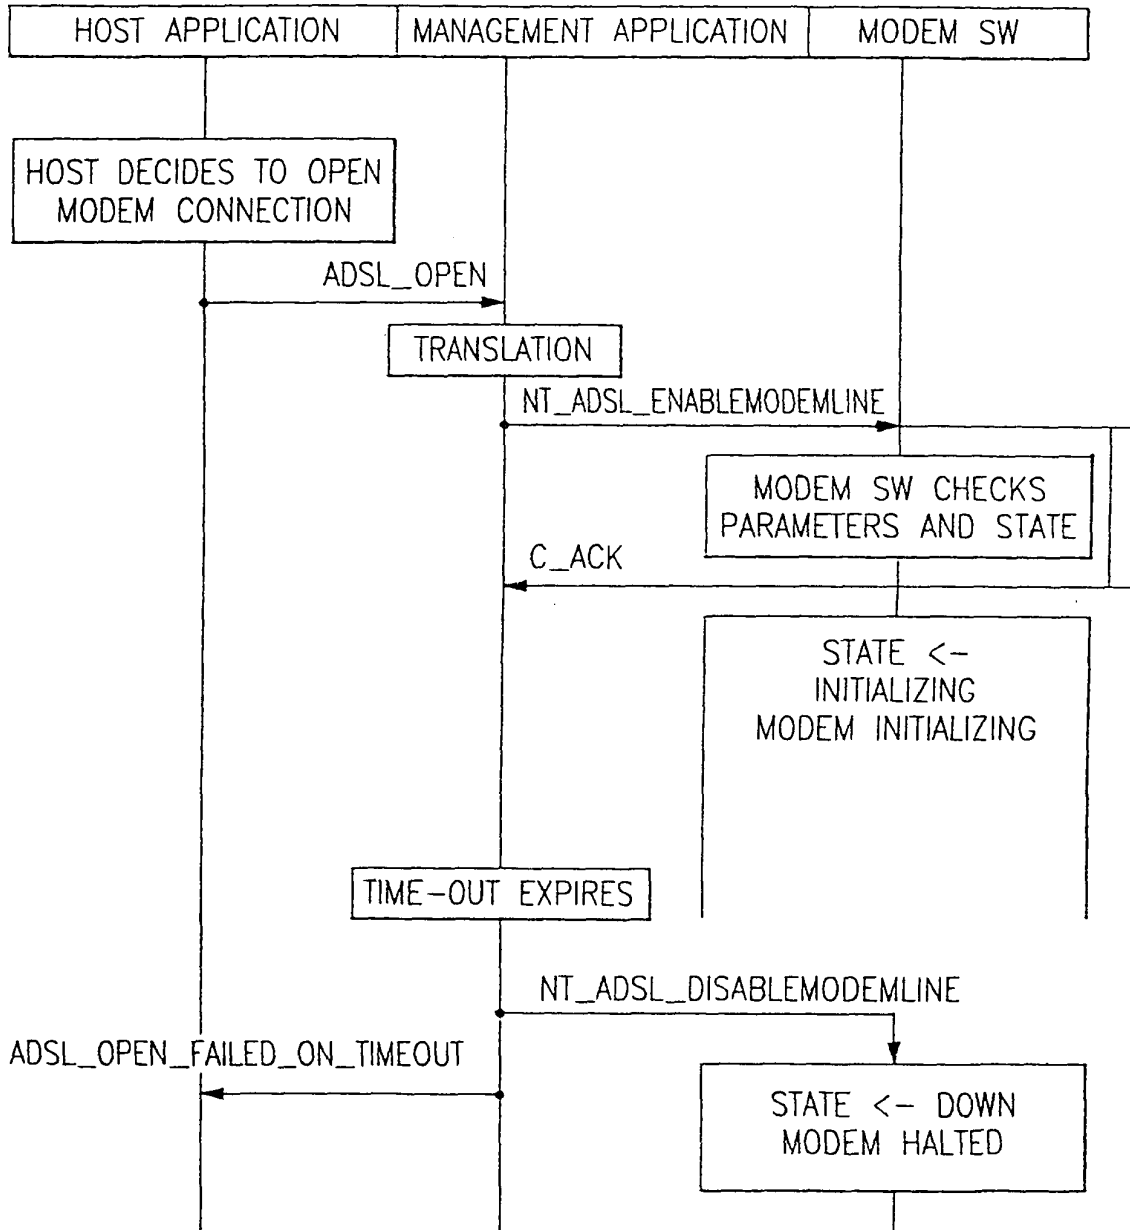 HOST APPLICATION
MANAGEMENT APPLICATION
MODEM SW
HOST DECIDES TO OPEN
MODEM CONNECTION
ADSL_OPEN
TRANSLATION
NT_ADSL_ENABLEMODEMLINE
MODEM SW CHECKS
PARAMETERS AND STATE
C_ACK
STATE <-
INITIALIZING
MODEM INITIALIZING
TIME-OUT EXPIRES
NT_ADSL_DISABLEMODEMLINE
ADSL_OPEN_FAILED_ON_TIMEOUT
STATE <- DOWN
MODEM HALTED